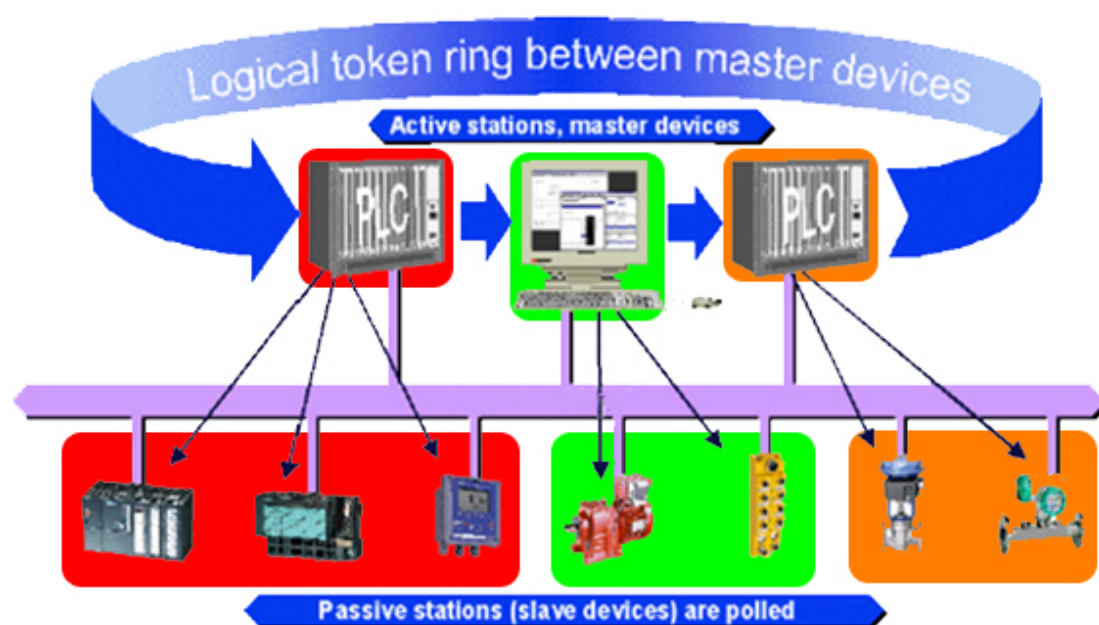 Logical token ring between master devices
Active stations, master devices
PLC
PLC
Passive stations (slave devices) are polled